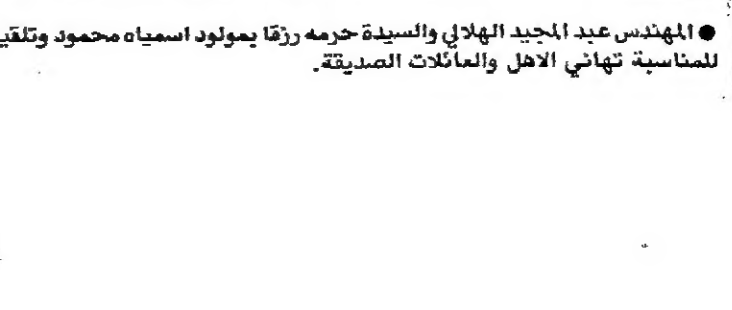 ● المهندس عبد المجيد الهلالي والسيدة حرمه رزقا بمولود اسمياه محمود وتلقيا
للمناسبة تهاني الاهل والعائلات الصديقة.